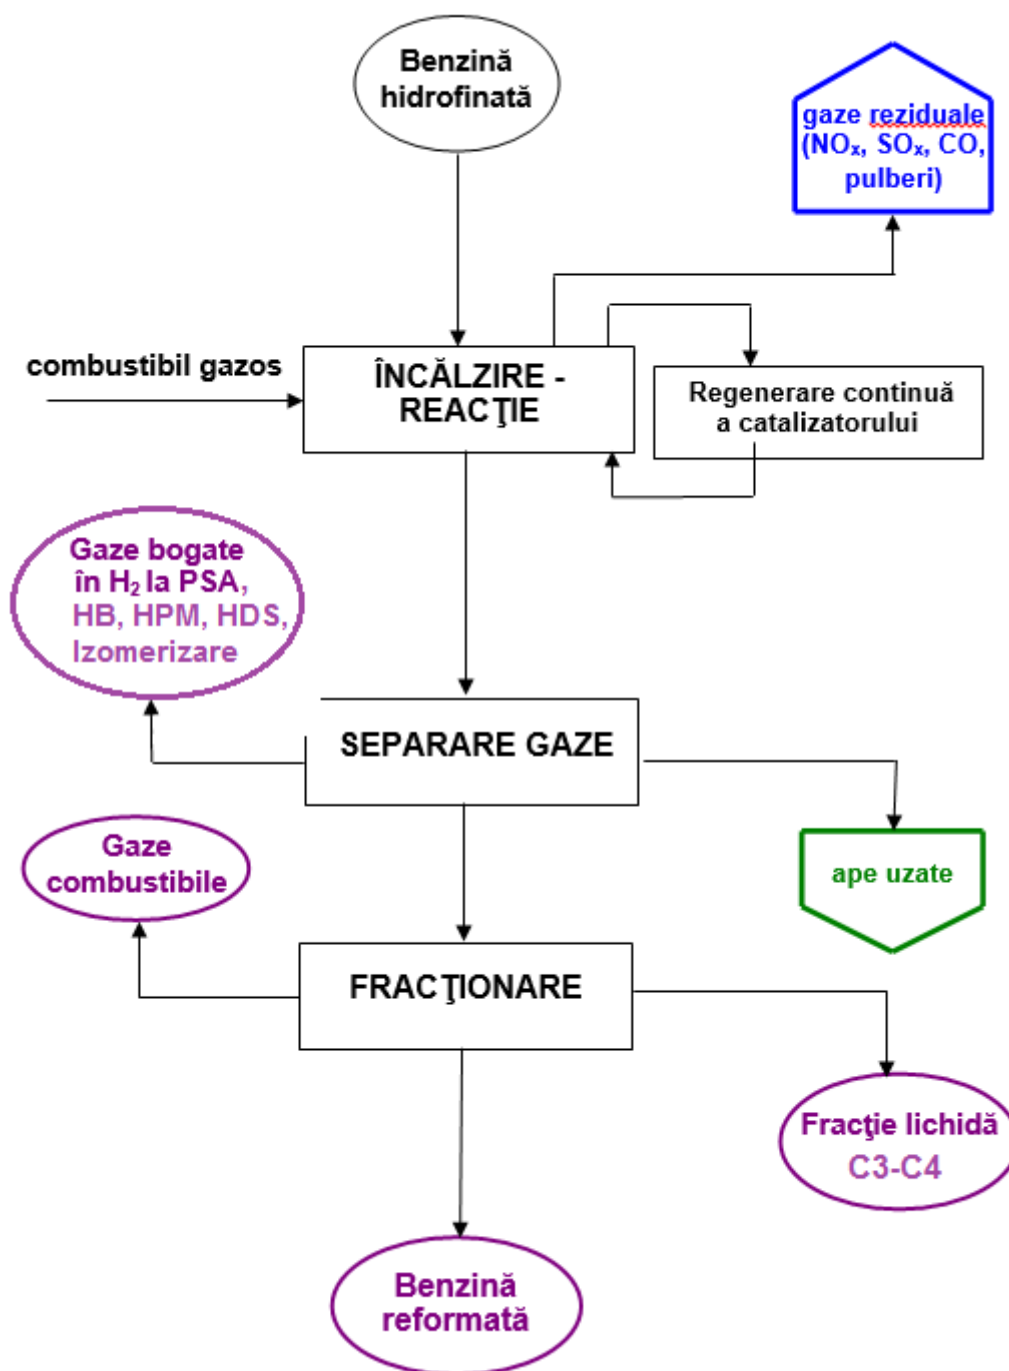 Benzină
hidrofinată
gaze reziduale
(NOₓ, SOₓ, CO,
pulberi)
combustibil gazos
ÎNCĂLZIRE -
REACŢIE
Regenerare continuă
a catalizatorului
Gaze bogate
în H₂ la PSA,
HB, HPM, HDS,
Izomerizare
SEPARARE GAZE
Gaze
combustibile
ape uzate
FRACŢIONARE
Fracţie lichidă
C3-C4
Benzină
reformată